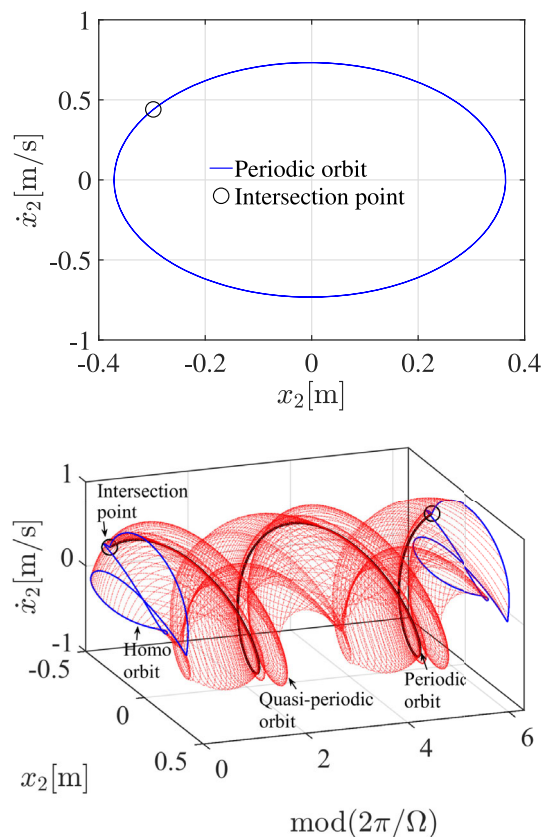 1
0.5
0
-0.5
-1
ẋ₂[m/s]
Periodic orbit
Intersection point
-0.4
-0.2
0
0.2
0.4
x₂[m]
1
0
-1
ẋ₂[m/s]
Intersection
point
Homo
orbit
Quasi-periodic
orbit
Periodic
orbit
-0.5
0
0.5
x₂[m]
0
2
4
6
mod(2π/Ω)